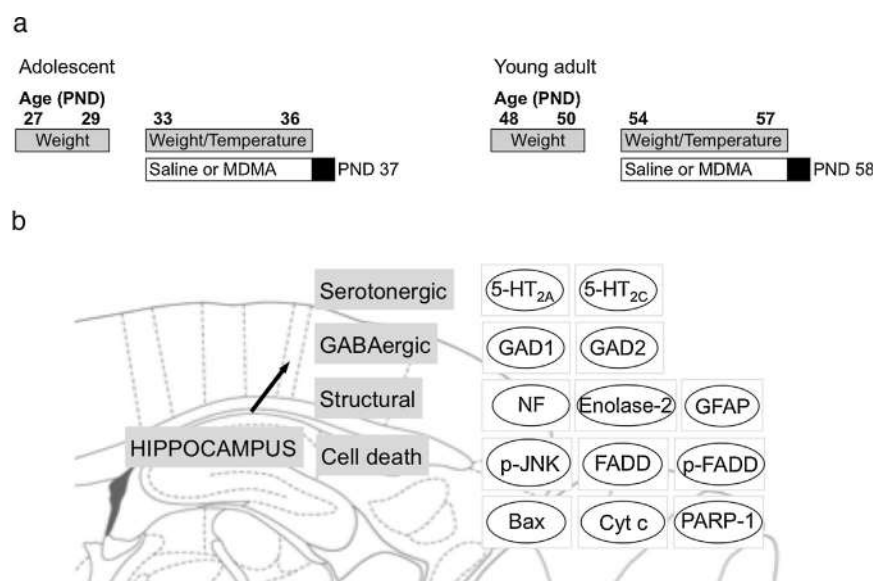 a
Adolescent
Age (PND)
27 29 33 36
Weight Weight/Temperature
Saline or MDMA PND 37
Young adult
Age (PND)
48 50 54 57
Weight Weight/Temperature
Saline or MDMA PND 58
b
Serotonergic 5-HT2A 5-HT2C
GABAergic GAD1 GAD2
Structural NF Enolase-2 GFAP
HIPPOCAMPUS
Cell death p-JNK FADD p-FADD
Bax Cyt c PARP-1